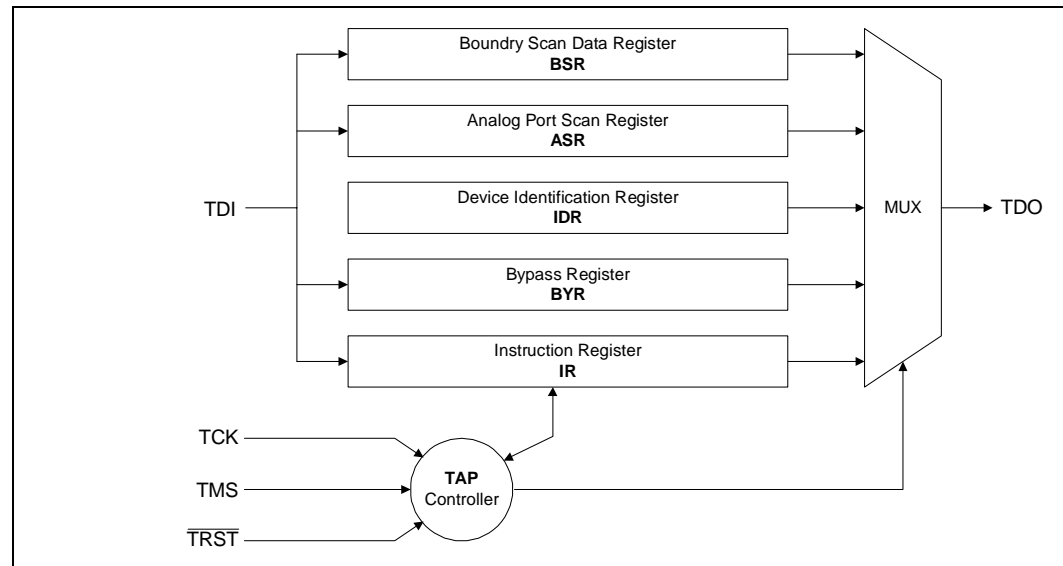 Boundry Scan Data Register
BSR
Analog Port Scan Register
ASR
Device Identification Register
IDR
TDI
MUX
TDO
Bypass Register
BYR
Instruction Register
IR
TCK
TMS
TRST
TAP
Controller